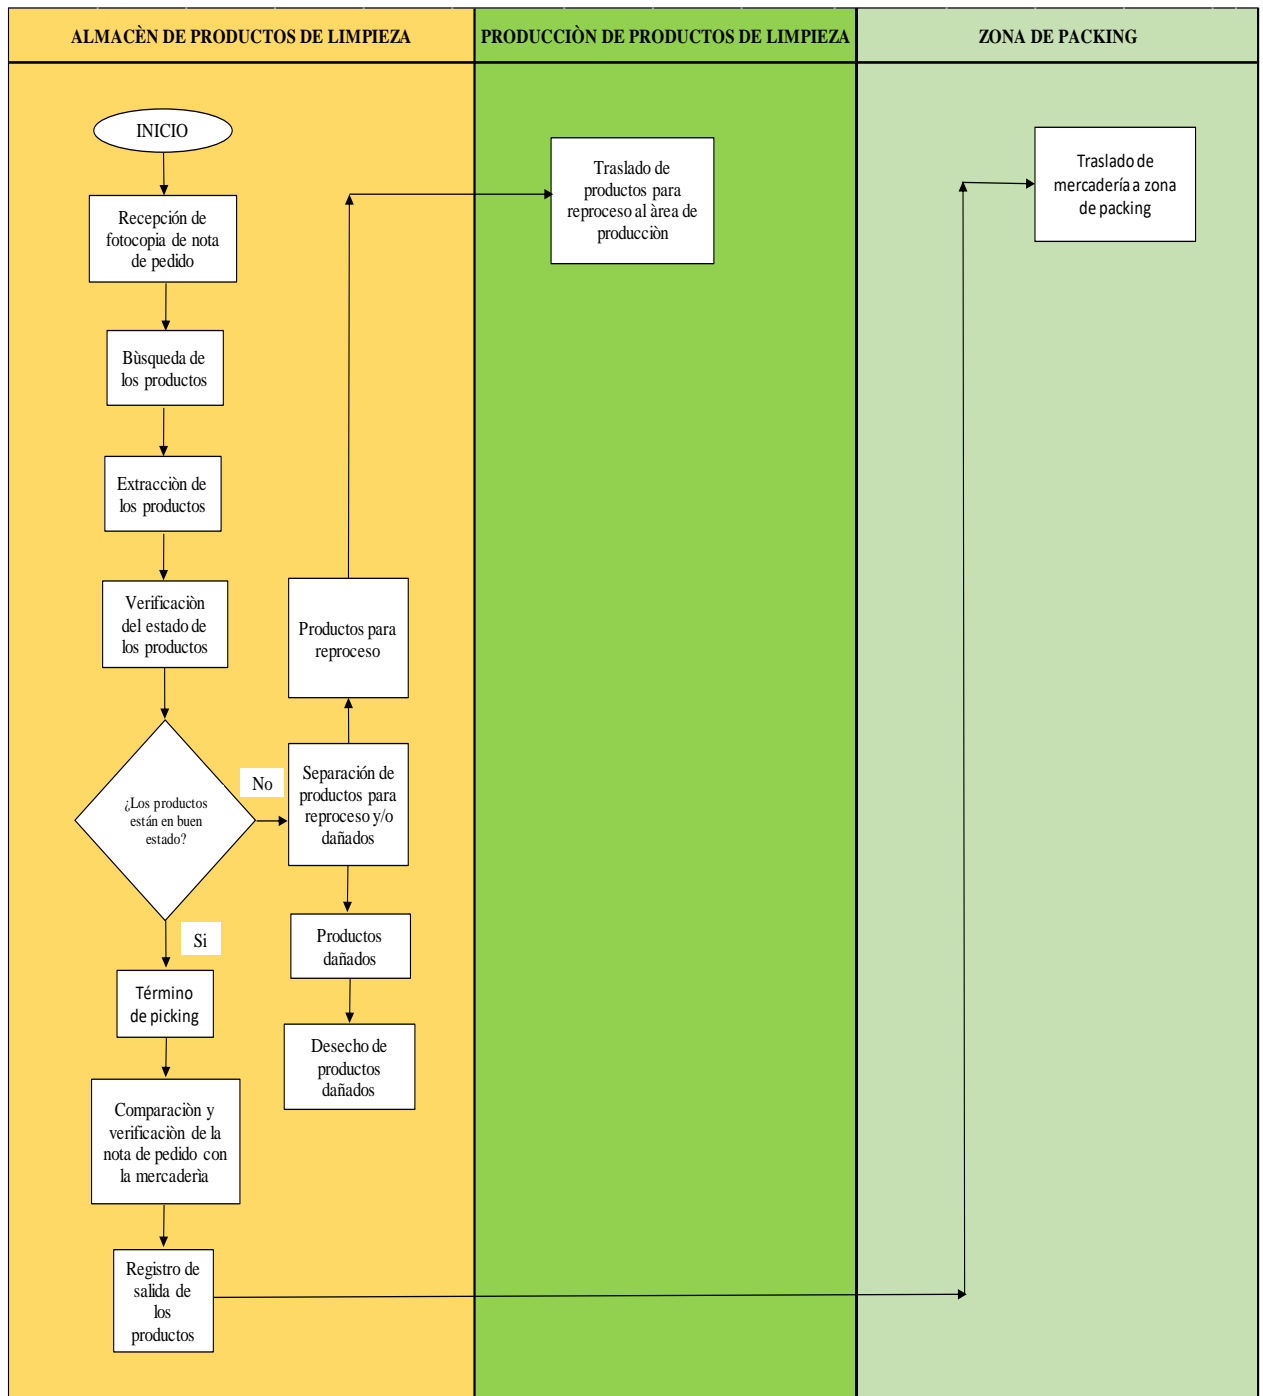 ALMACÈN DE PRODUCTOS DE LIMPIEZA
PRODUCCIÒN DE PRODUCTOS DE LIMPIEZA
ZONA DE PACKING
INICIO
Recepción de
fotocopia de nota
de pedido
Bùsqueda de
los productos
Extracciòn de
los productos
Verificaciòn
del estado de
los productos
¿Los productos
están en buen
estado?
No
Si
Término
de picking
Comparaciòn y
verificaciòn de la
nota de pedido con
la mercaderìa
Registro de
salida de
los
productos
Productos para
reproceso
Separación de
productos para
reproceso y/o
dañados
Productos
dañados
Desecho de
productos
dañados
Traslado de
productos para
reproceso al àrea de
producciòn
Traslado de
mercadería a zona
de packing